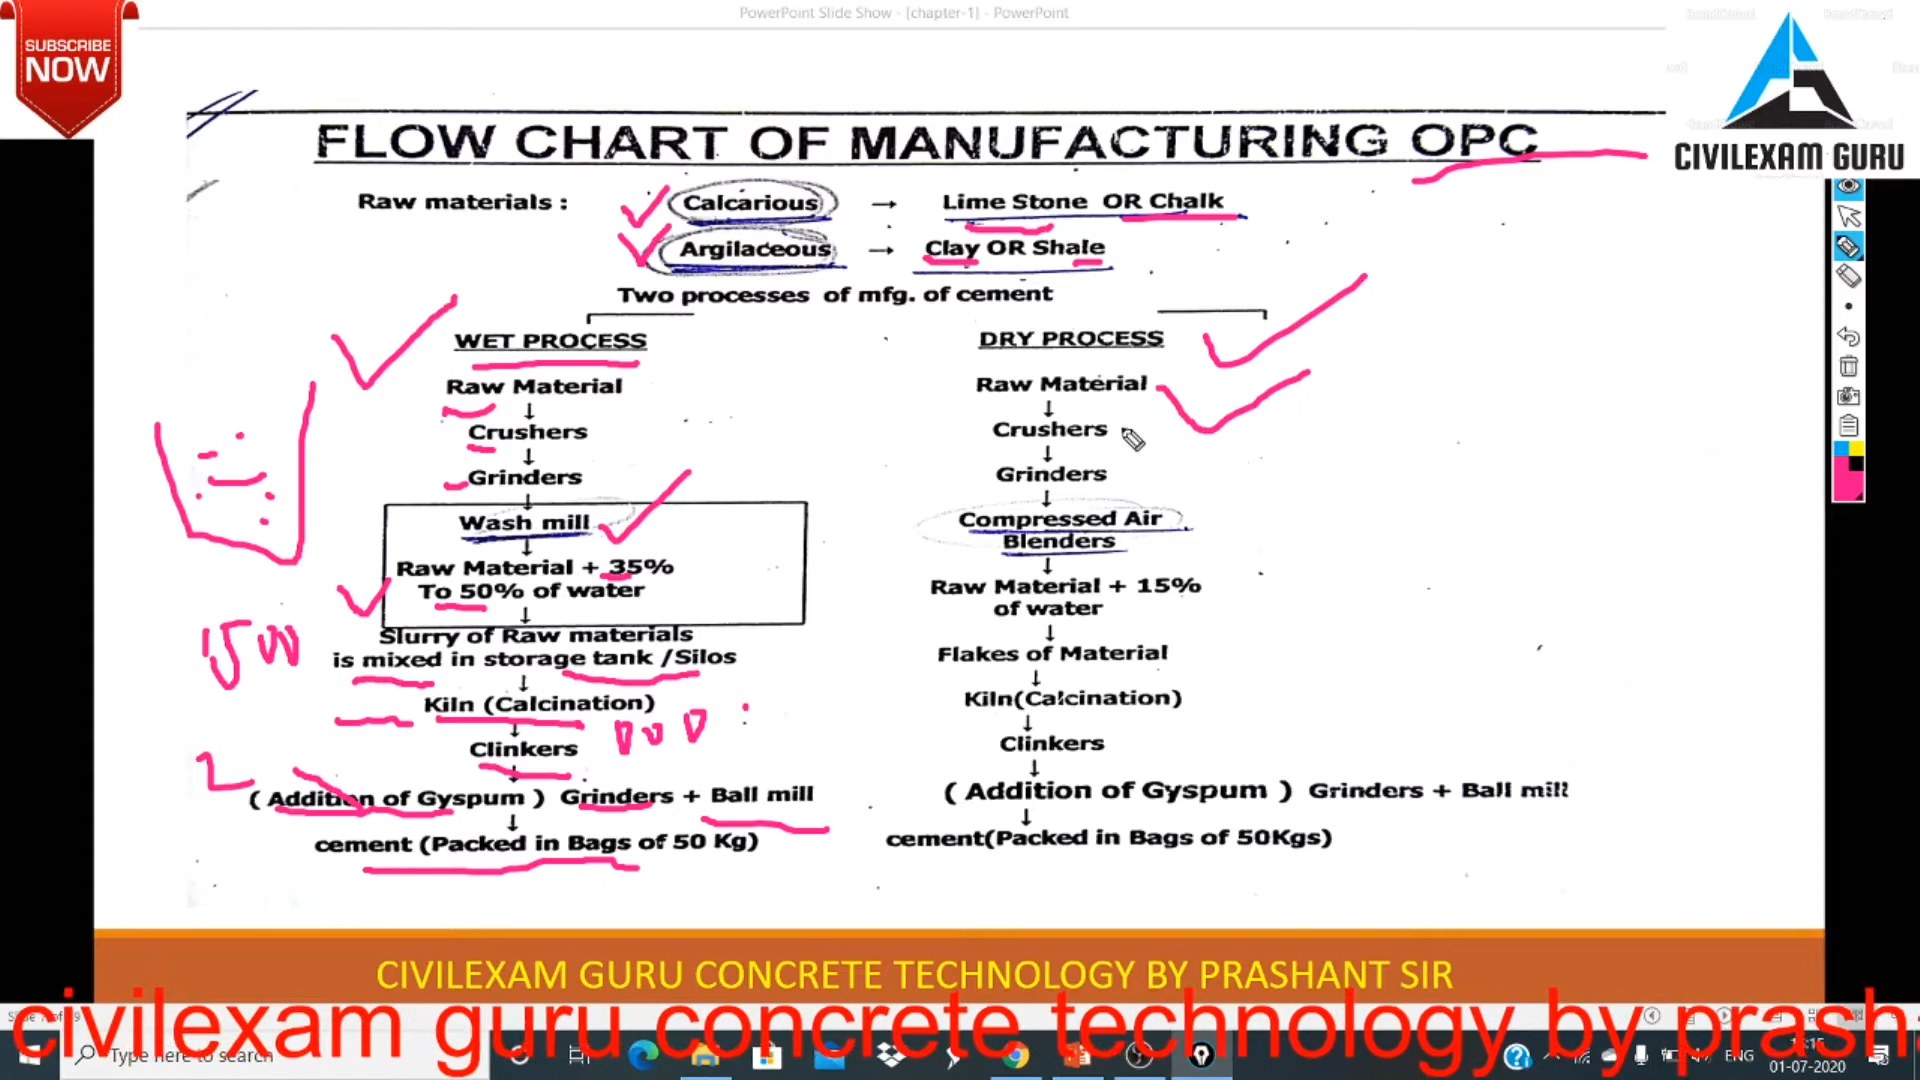 PowerPoint Slide Show - [chapter-1] - PowerPoint
SUBSCRIBE
NOW
CIVILEXAM GURU
FLOW CHART OF MANUFACTURING OPC
Raw materials : Calcarious → Lime Stone OR Chalk
Argilaceous → Clay OR Shale
Two processes of mfg. of cement
WET PROCESS
Raw Material
↓
Crushers
↓
Grinders
↓
Wash mill
↓
Raw Material + 35%
To 50% of water
↓
Slurry of Raw materials
is mixed in storage tank /Silos
↓
Kiln (Calcination)
↓
Clinkers
↓
( Addition of Gyspum ) Grinders + Ball mill
↓
cement (Packed in Bags of 50 Kg)
1500
DRY PROCESS
Raw Material
↓
Crushers
↓
Grinders
↓
Compressed Air
Blenders
↓
Raw Material + 15%
of water
↓
Flakes of Material
↓
Kiln(Calcination)
↓
Clinkers
↓
( Addition of Gyspum ) Grinders + Ball mill
↓
cement(Packed in Bags of 50Kgs)
CIVILEXAM GURU CONCRETE TECHNOLOGY BY PRASHANT SIR
civilexam guru concrete technology by prasha
Type here to search
ENG
01-07-2020